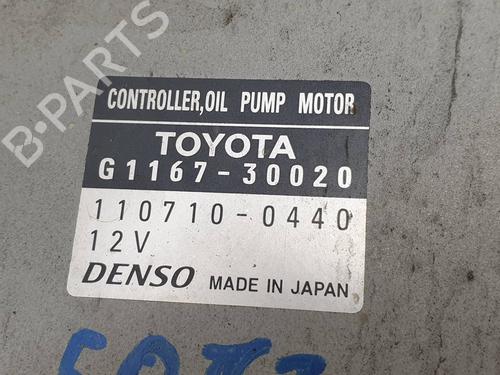 B-PARTS
CONTROLLER,OIL PUMP MOTOR
TOYOTA
G1167-30020
110710-0440
12V
DENSO MADE IN JAPAN